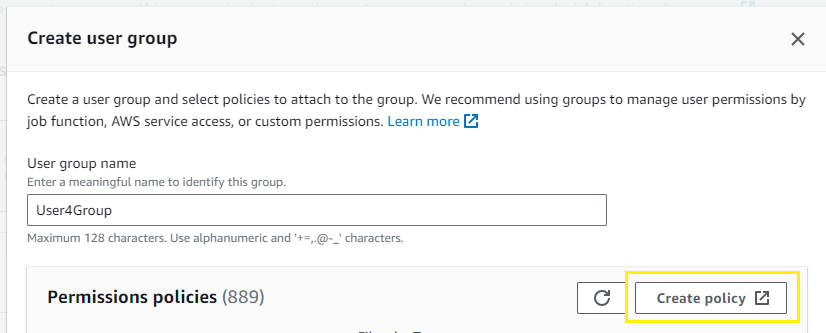 Create user group
Create a user group and select policies to attach to the group. We recommend using groups to manage user permissions by
job function, AWS service access, or custom permissions. Learn more
User group name
Enter a meaningful name to identify this group.
User4Group
Maximum 128 characters. Use alphanumeric and '+=,.@-_' characters.
Permissions policies (889)
Create policy